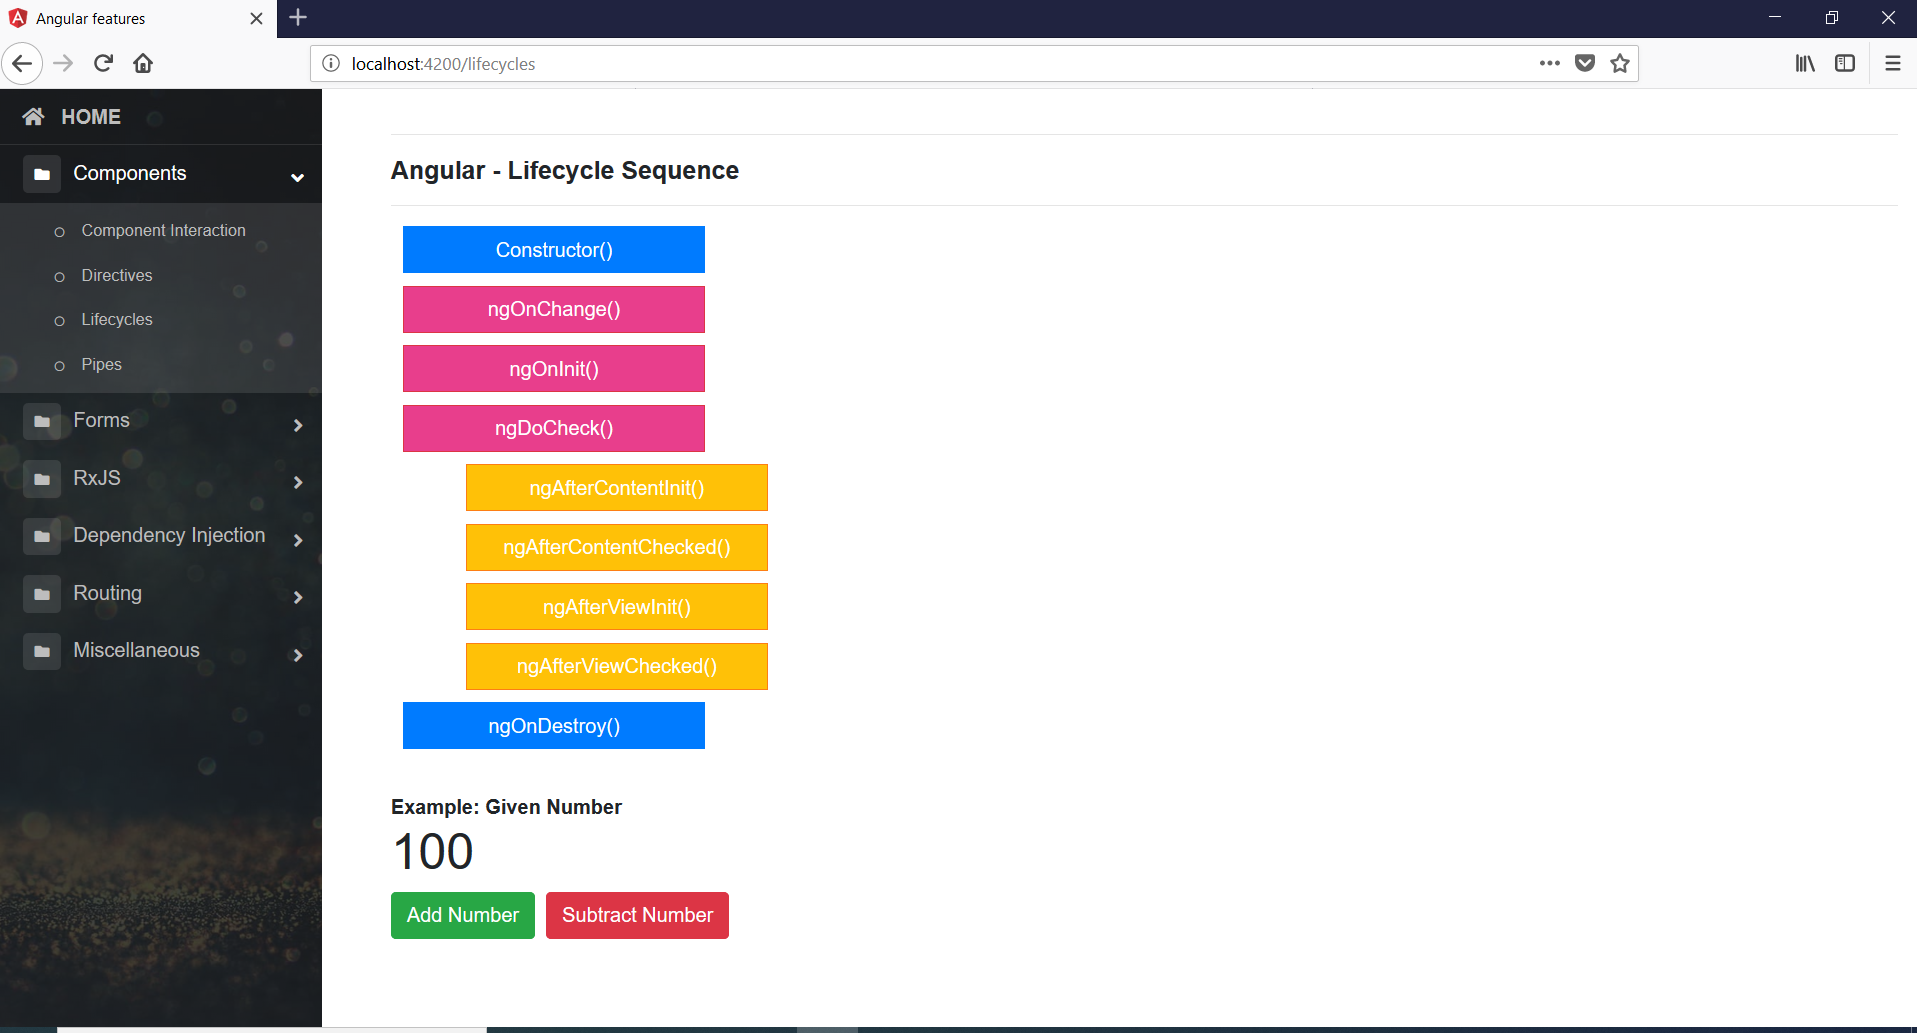 Angular features
localhost:4200/lifecycles
HOME
Components
Component Interaction
Directives
Lifecycles
Pipes
Forms
RxJS
Dependency Injection
Routing
Miscellaneous
Angular - Lifecycle Sequence
Constructor()
ngOnChange()
ngOnInit()
ngDoCheck()
ngAfterContentInit()
ngAfterContentChecked()
ngAfterViewInit()
ngAfterViewChecked()
ngOnDestroy()
Example: Given Number
100
Add Number Subtract Number